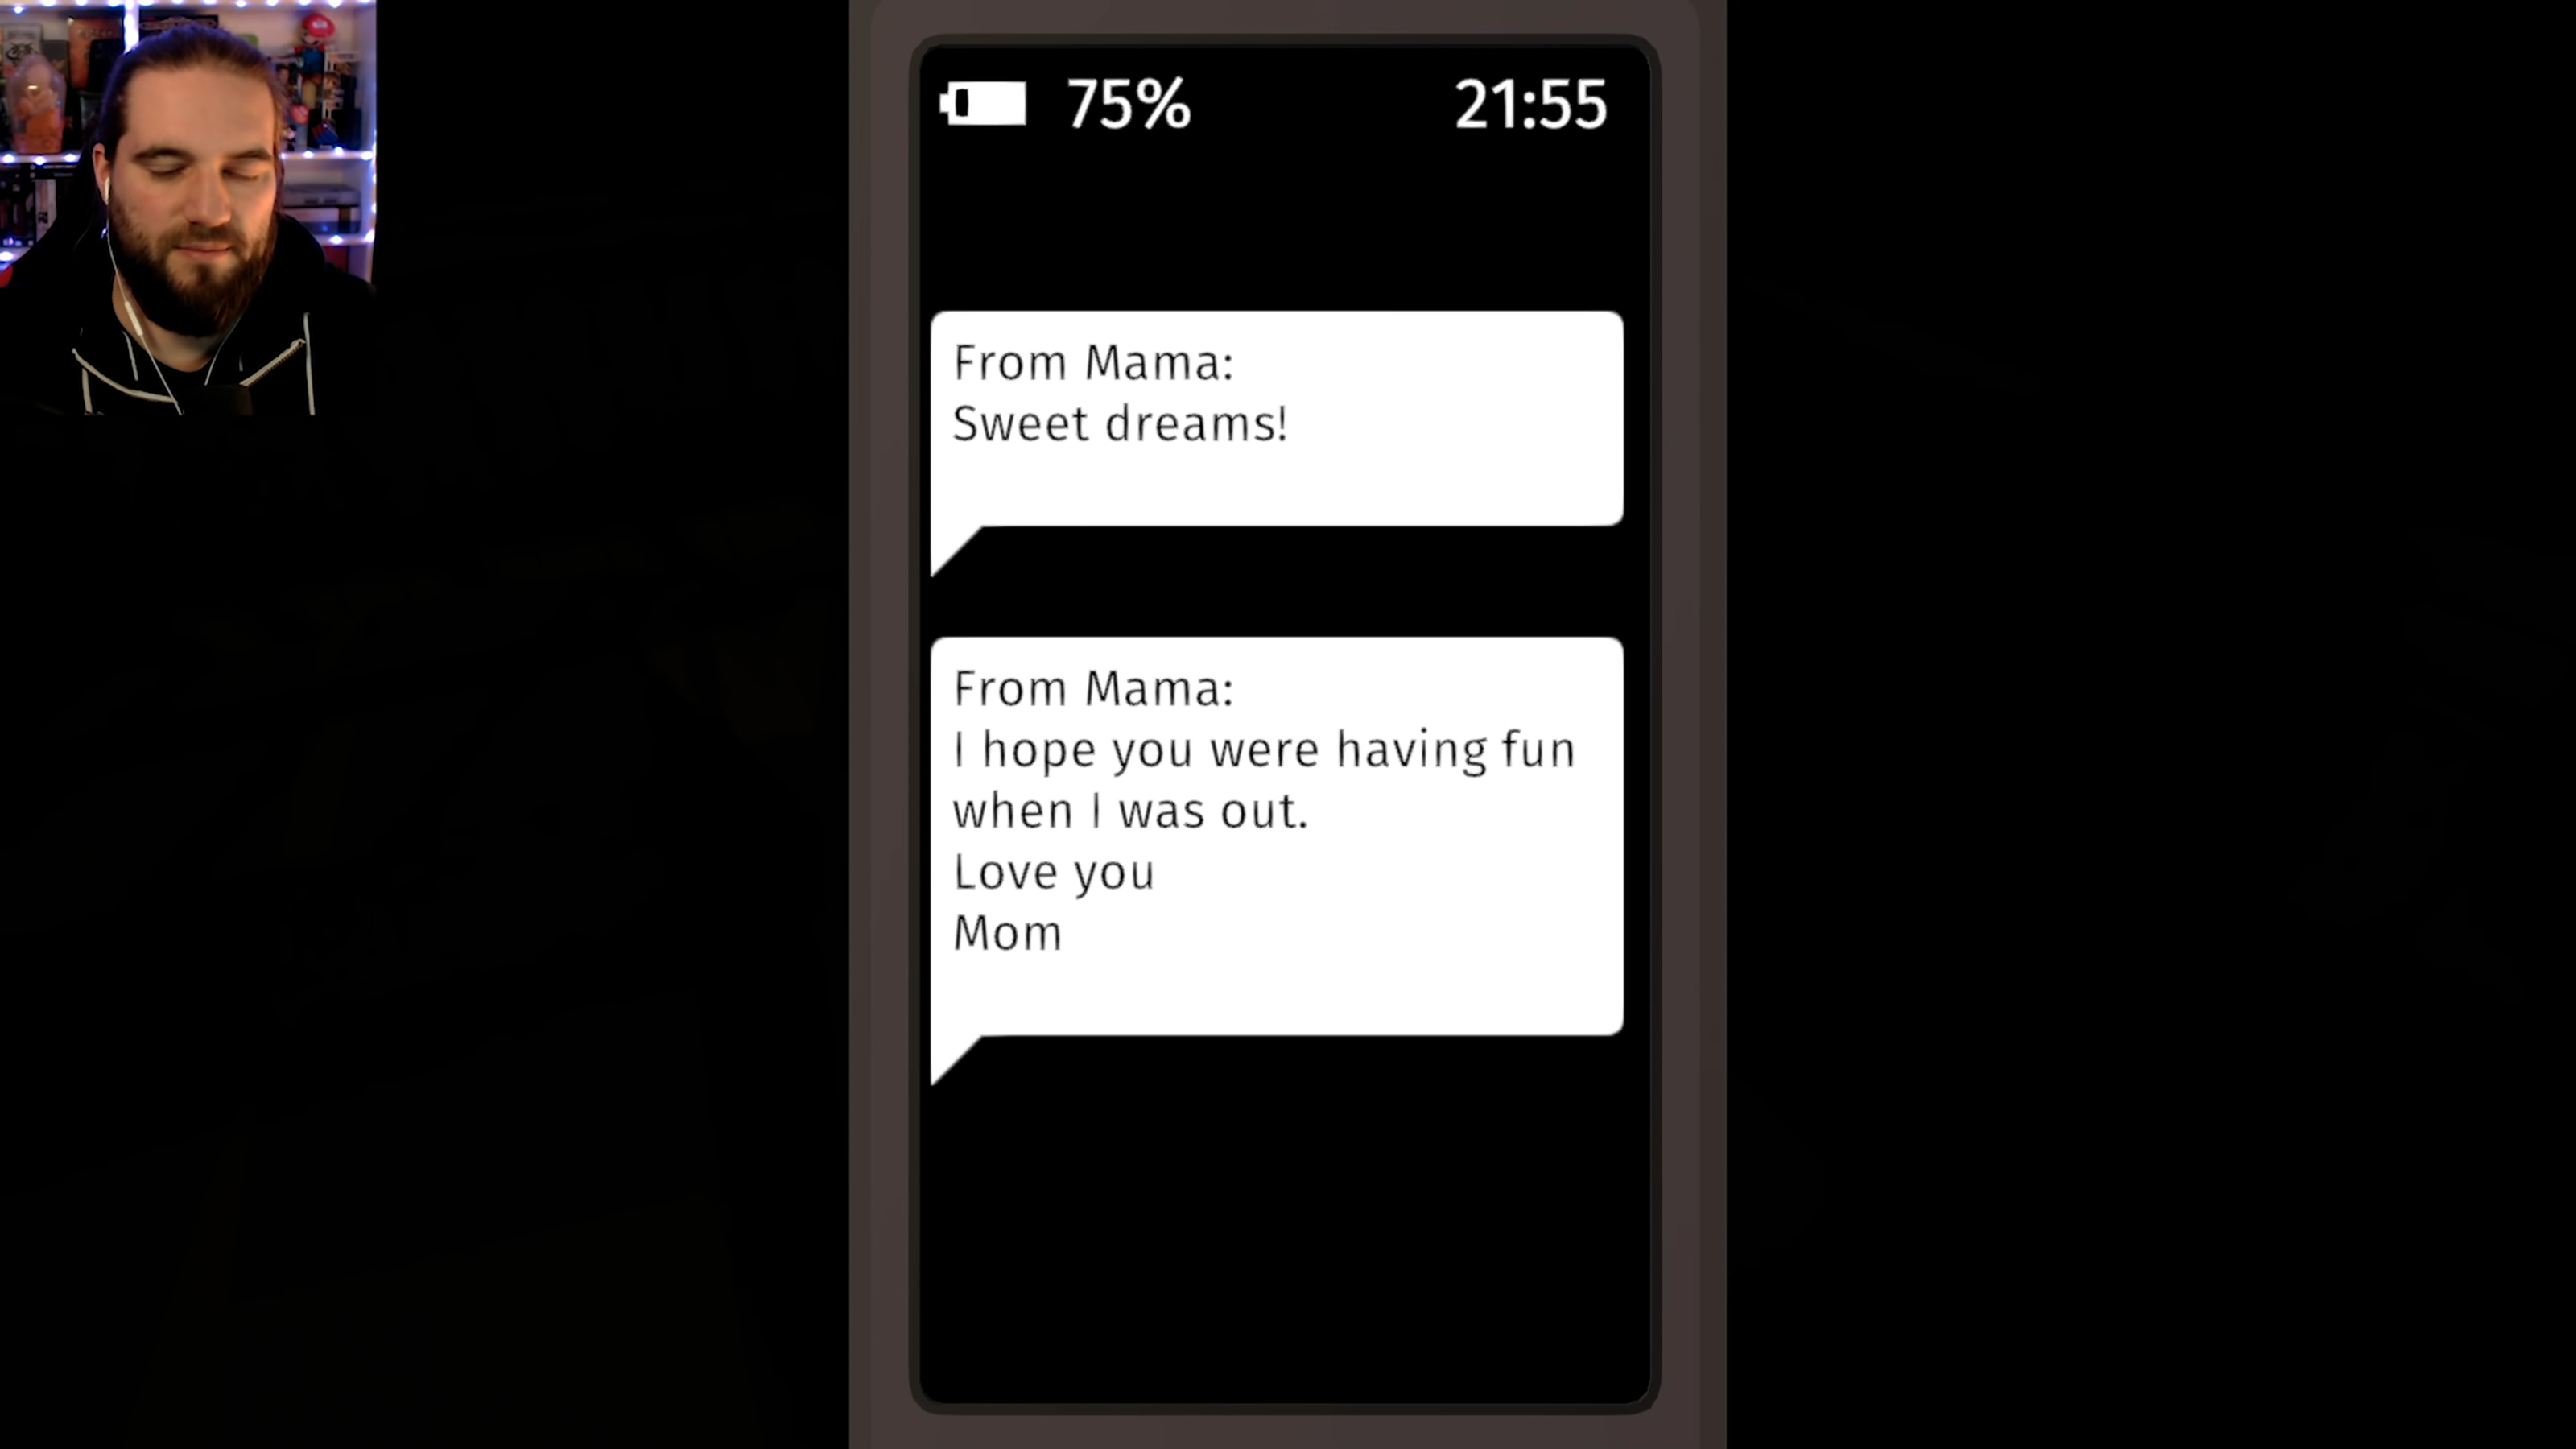 75% 21:55
From Mama:
Sweet dreams!
From Mama:
I hope you were having fun
when I was out.
Love you
Mom